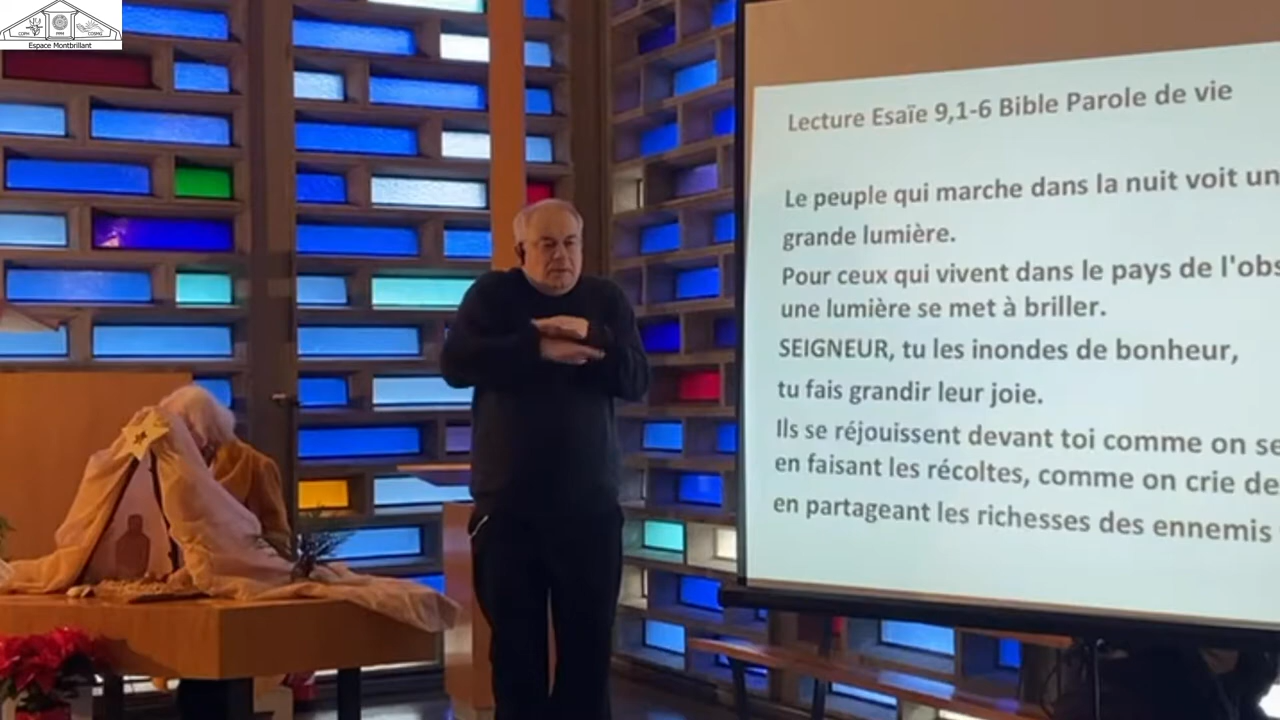 COPH
COSMG
Espace Montbrillant
Lecture Esaïe 9,1-6 Bible Parole de vie
Le peuple qui marche dans la nuit voit un
grande lumière.
Pour ceux qui vivent dans le pays de l'obs
une lumière se met à briller.
SEIGNEUR, tu les inondes de bonheur,
tu fais grandir leur joie.
Ils se réjouissent devant toi comme on se
en faisant les récoltes, comme on crie de
en partageant les richesses des ennemis